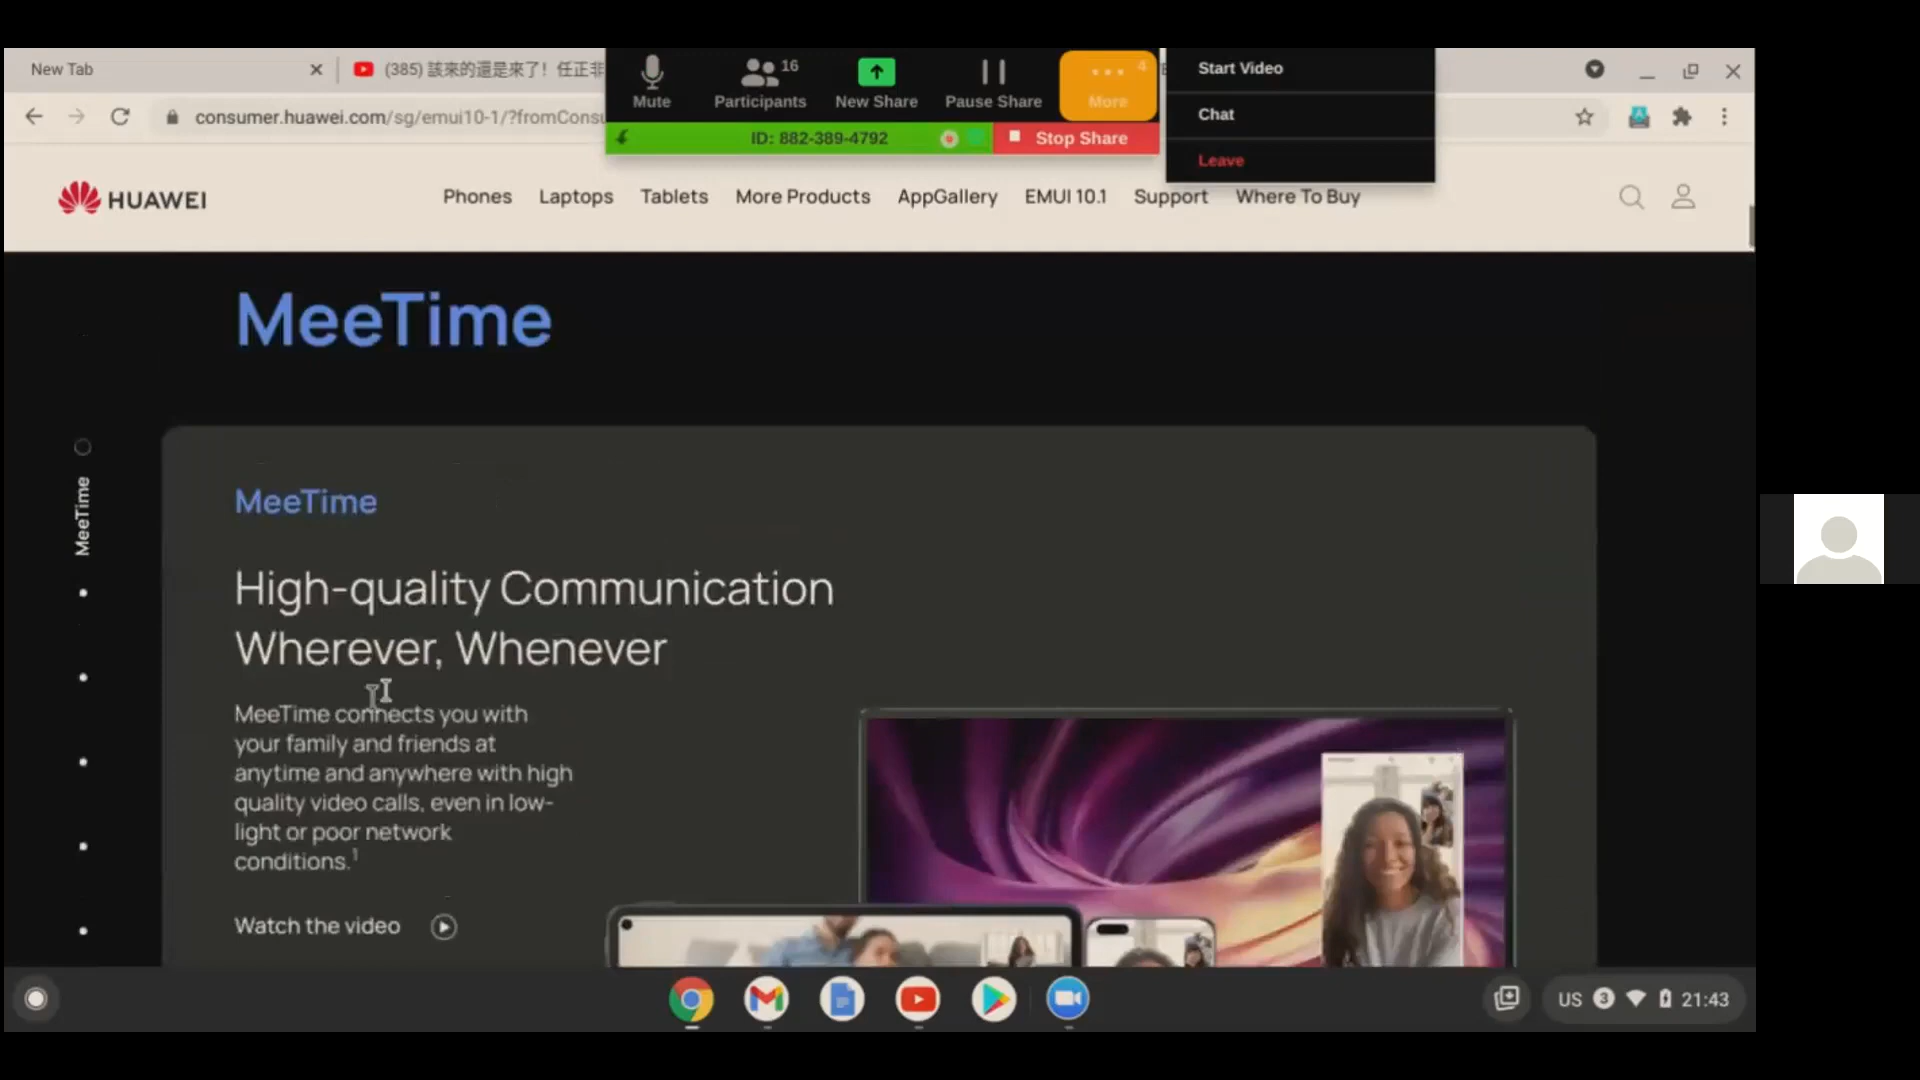 New Tab
(385) 該來的還是來了！任正非
Mute
Participants
16
New Share
Pause Share
More
4
Start Video
Chat
Leave
ID: 882-389-4792
Stop Share
consumer.huawei.com/sg/emui10-1/?fromConsu
HUAWEI
Phones
Laptops
Tablets
More Products
AppGallery
EMUI 10.1
Support
Where To Buy
MeeTime
MeeTime
MeeTime
High-quality Communication
Wherever, Whenever
MeeTime connects you with
your family and friends at
anytime and anywhere with high
quality video calls, even in low-
light or poor network
conditions.1
Watch the video
US
3
21:43